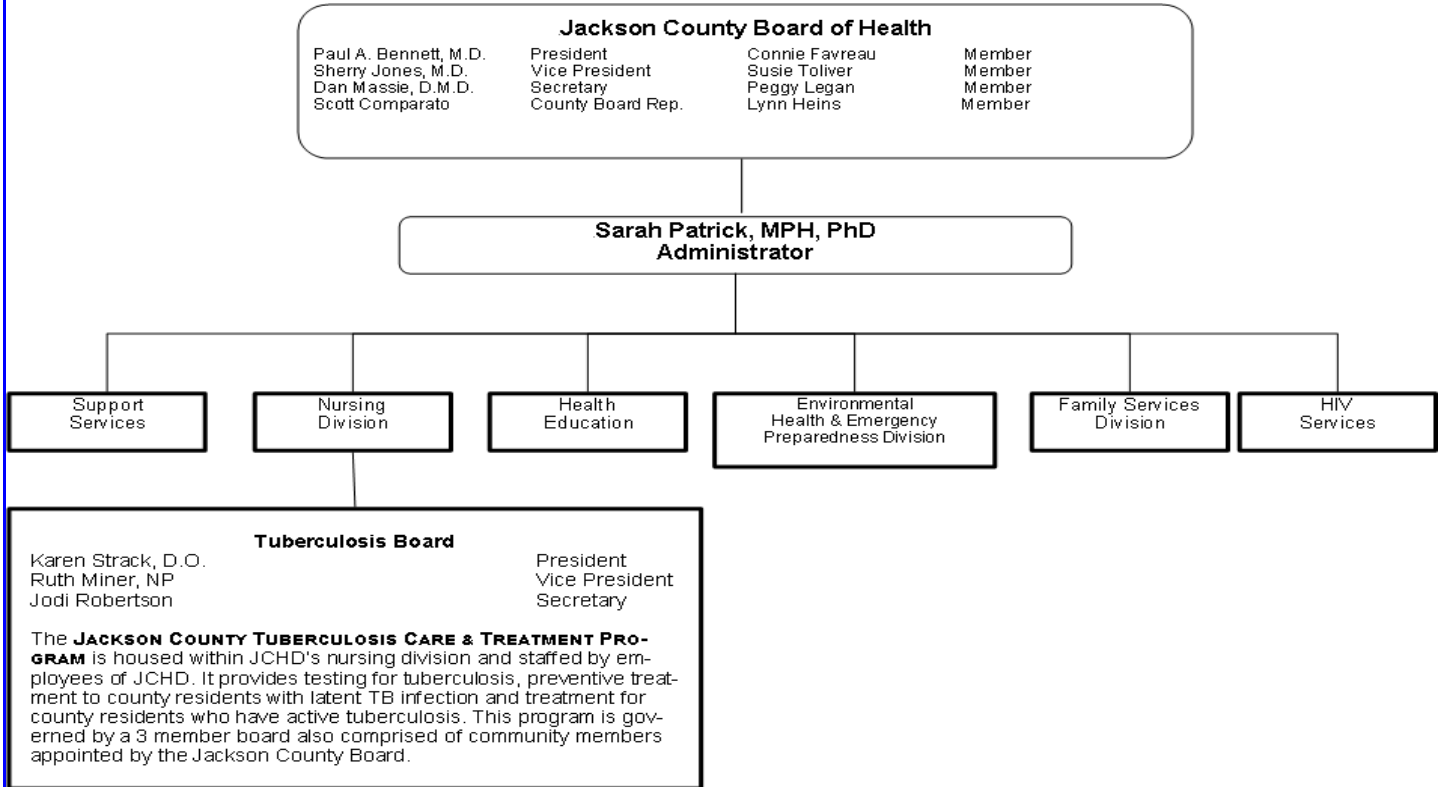 Jackson County Board of Health
Paul A. Bennett, M.D. President Connie Favreau Member
Sherry Jones, M.D. Vice President Susie Toliver Member
Dan Massie, D.M.D. Secretary Peggy Legan Member
Scott Comparato County Board Rep. Lynn Heins Member
Sarah Patrick, MPH, PhD
Administrator
Support
Services
Nursing
Division
Health
Education
Environmental
Health & Emergency
Preparedness Division
Family Services
Division
HIV
Services
Tuberculosis Board
Karen Strack, D.O. President
Ruth Miner, NP Vice President
Jodi Robertson Secretary
The JACKSON COUNTY TUBERCULOSIS CARE & TREATMENT PRO-
GRAM is housed within JCHD's nursing division and staffed by em-
ployees of JCHD. It provides testing for tuberculosis, preventive treat-
ment to county residents with latent TB infection and treatment for
county residents who have active tuberculosis. This program is gov-
erned by a 3 member board also comprised of community members
appointed by the Jackson County Board.